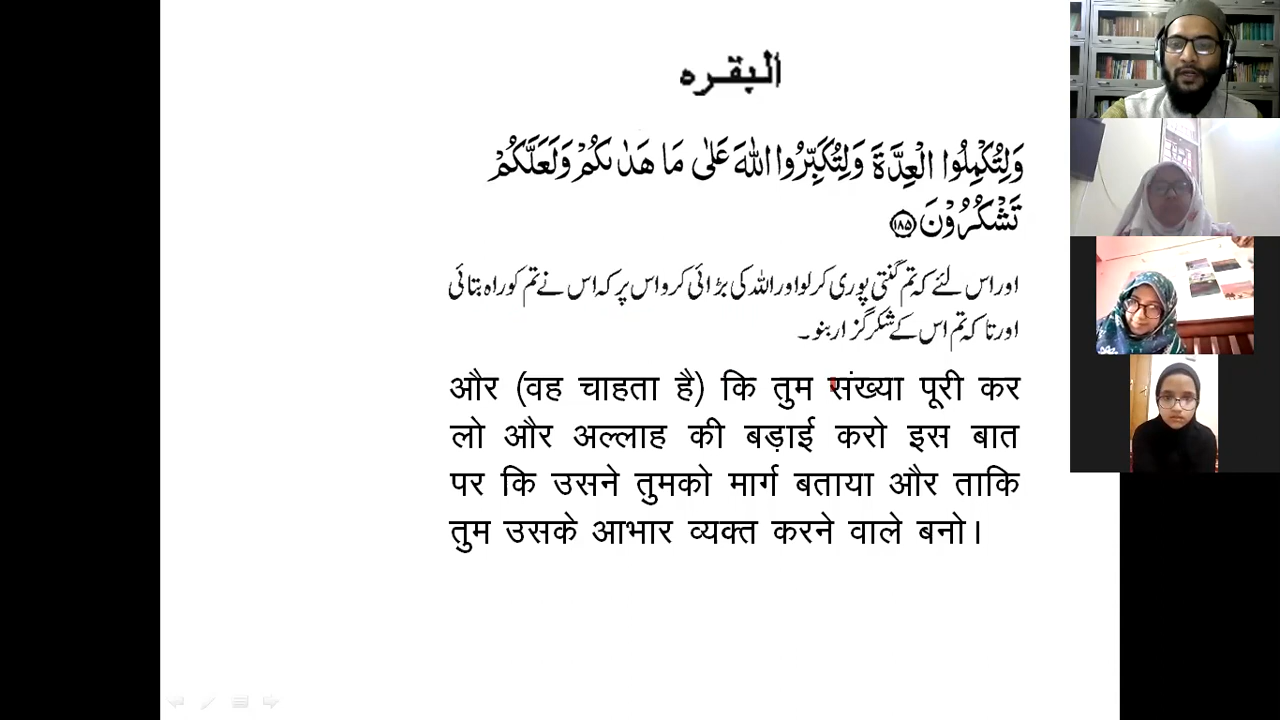 البقرہ
وَلِتُكْمِلُوا الْعِدَّةَ وَلِتُكَبِّرُوا اللهَ عَلٰى مَا هَدٰىكُمْ وَلَعَلَّكُمْ
تَشْكُرُوْنَ ۝۱۸۵
اور اس لئے کہ تم گنتی پوری کرلو اور اللہ کی بڑائی کرو اس پر کہ اس نے تم کو راہ بتائی
اور تا کہ تم اس کے شکر گزار بنو۔
और (वह चाहता है) कि तुम संख्या पूरी कर
लो और अल्लाह की बड़ाई करो इस बात
पर कि उसने तुमको मार्ग बताया और ताकि
तुम उसके आभार व्यक्त करने वाले बनो।